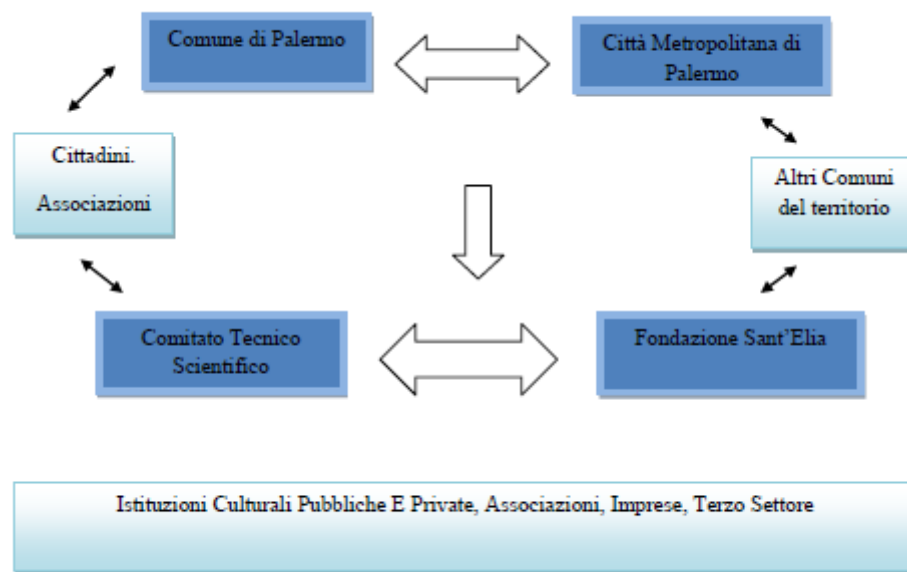 Comune di Palermo
Città Metropolitana di
Palermo
Cittadini.
Associazioni
Altri Comuni
del territorio
Comitato Tecnico
Scientifico
Fondazione Sant'Elia
Istituzioni Culturali Pubbliche E Private, Associazioni, Imprese, Terzo Settore